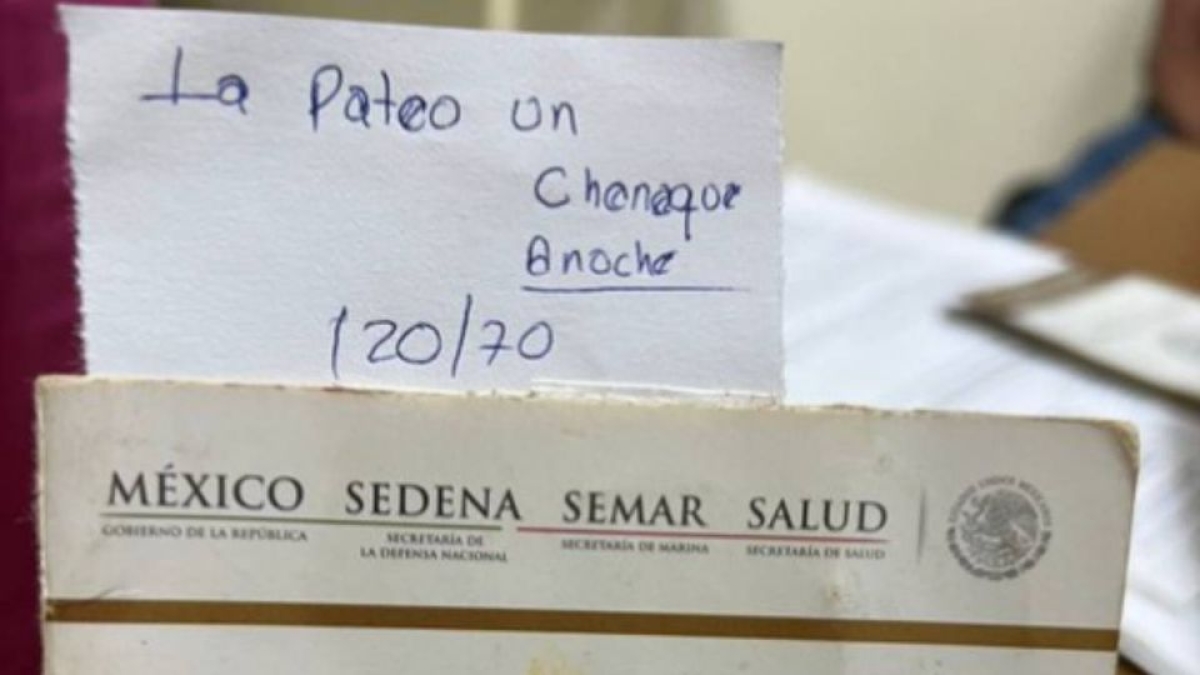 La Pateo un
Chaneque
Anoche
120/70
MÉXICO SEDENA SEMAR SALUD
GOBIERNO DE LA REPÚBLICA SECRETARÍA DE LA DEFENSA NACIONAL SECRETARÍA DE MARINA SECRETARÍA DE SALUD